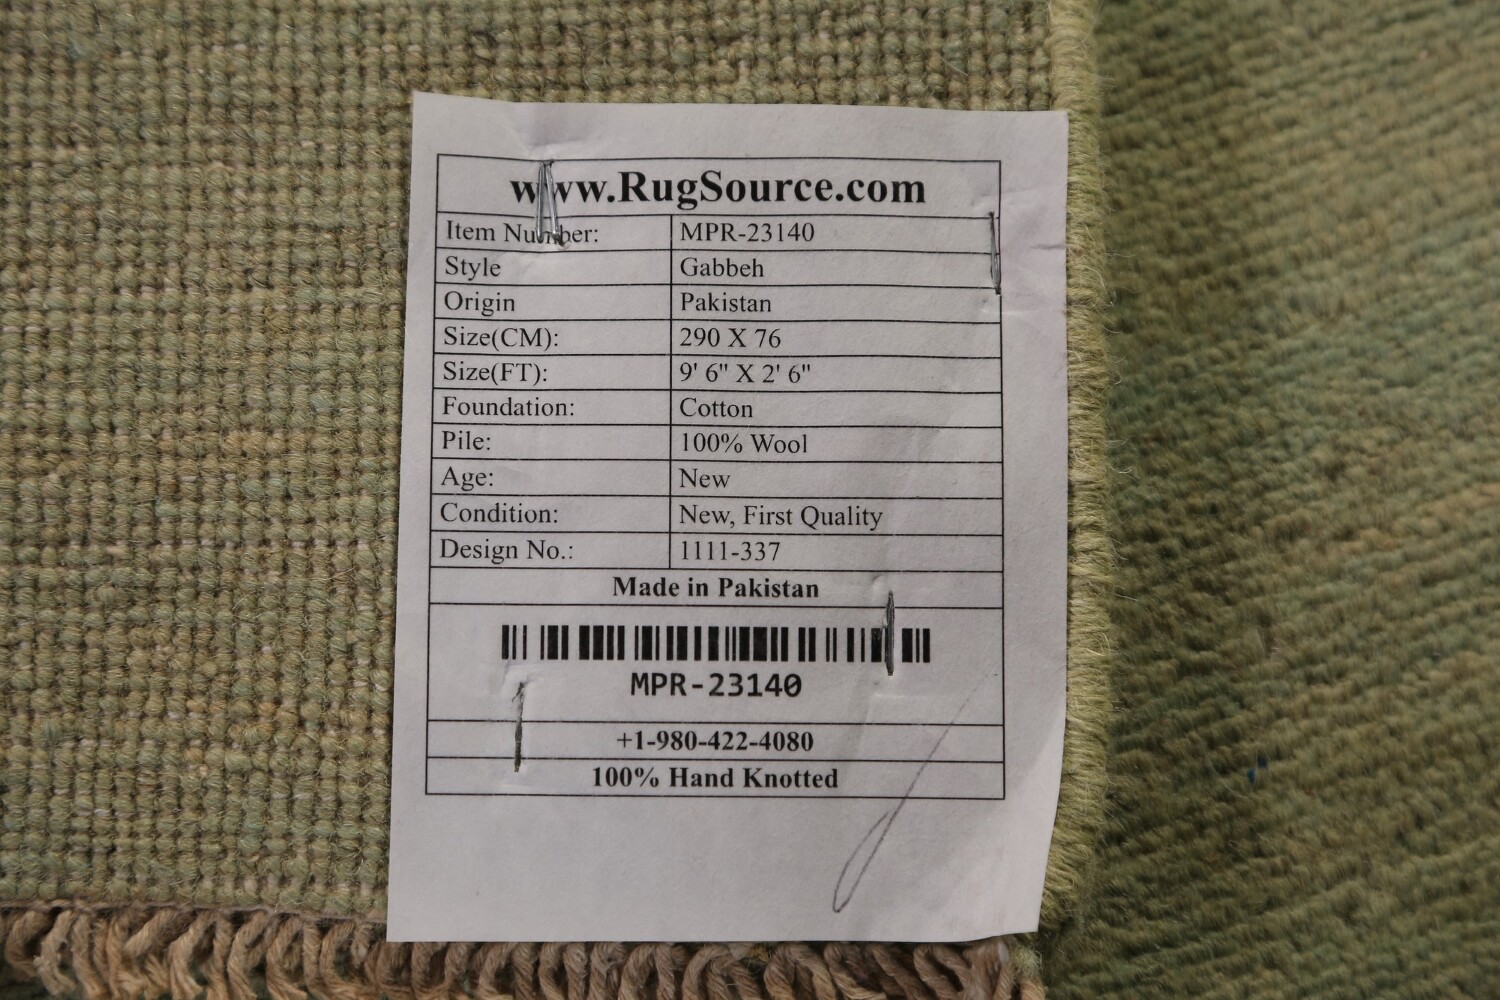 www.RugSource.com
Item Number: MPR-23140
Style Gabbeh
Origin Pakistan
Size(CM): 290 X 76
Size(FT): 9' 6" X 2' 6"
Foundation: Cotton
Pile: 100% Wool
Age: New
Condition: New, First Quality
Design No.: 1111-337
Made in Pakistan
MPR-23140
+1-980-422-4080
100% Hand Knotted